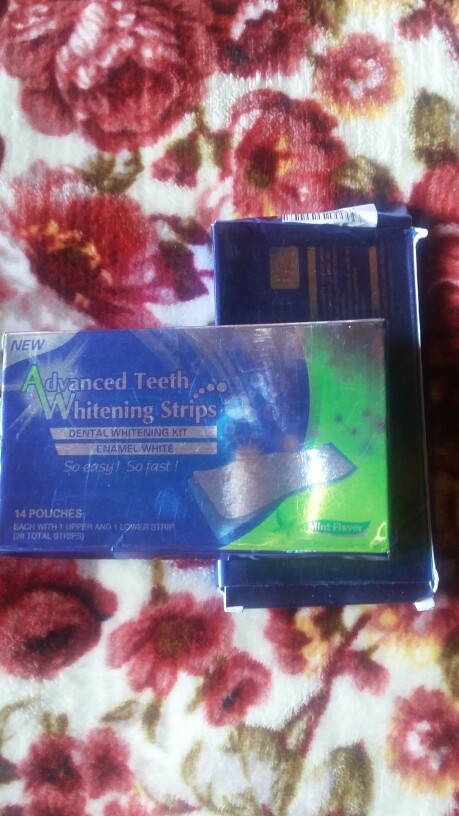 NEW
Advanced Teeth
Whitening Strips
DENTAL WHITENING KIT
ENAMEL WHITE
So easy! So fast!
14 POUCHES
EACH WITH 1 UPPER AND 1 LOWER STRIP
(28 TOTAL STRIPS)
Mint Flavor